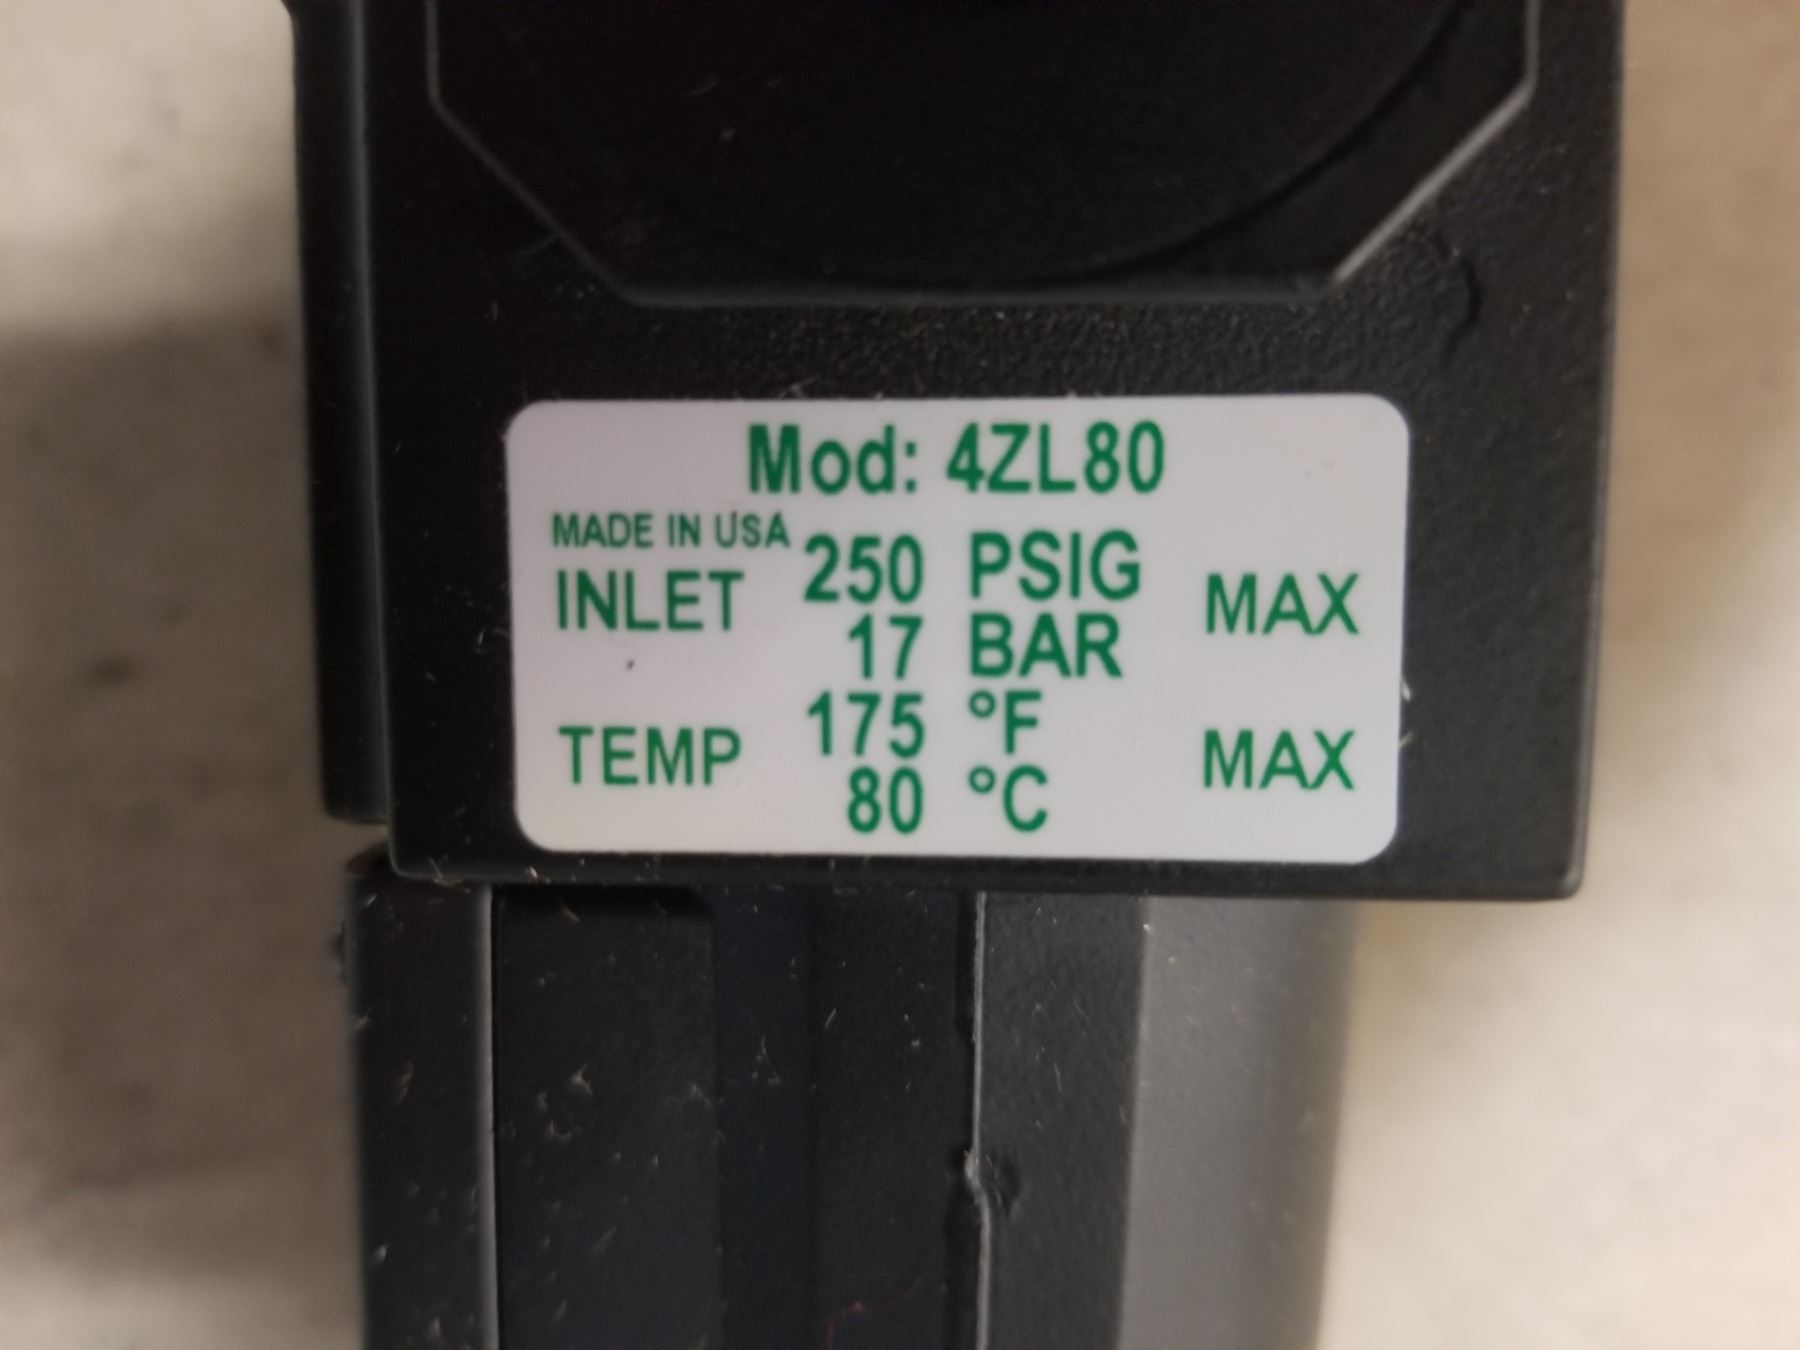 Mod: 4ZL80
MADE IN USA
INLET 250 PSIG MAX
17 BAR
TEMP 175 °F MAX
80 °C